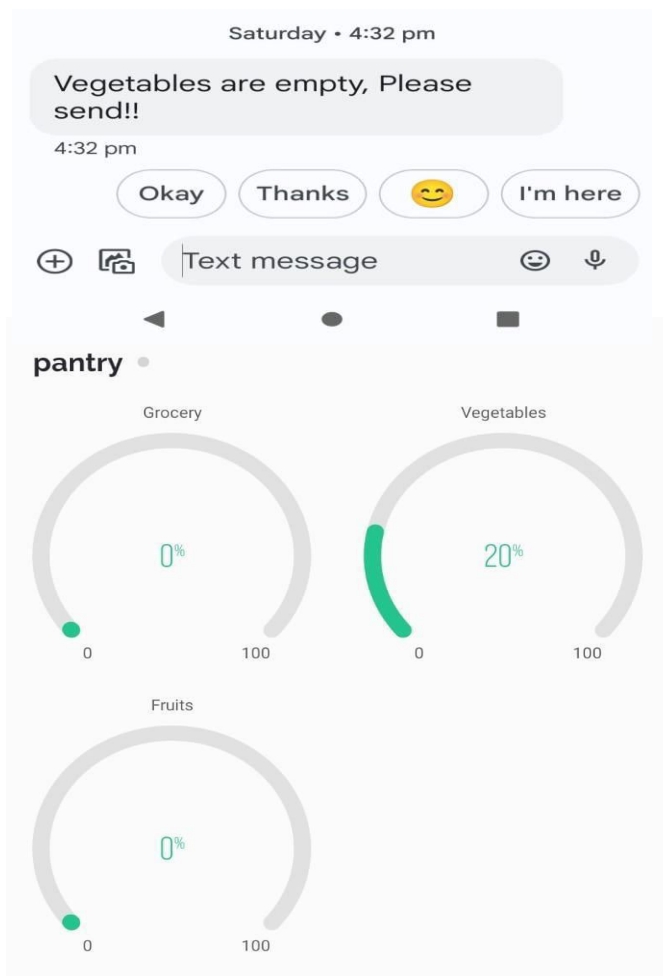 Saturday • 4:32 pm
Vegetables are empty, Please
send!!
4:32 pm
Okay Thanks 😊 I'm here
Text message
pantry
Grocery Vegetables
0% 20%
0 100 0 100
Fruits
0%
0 100